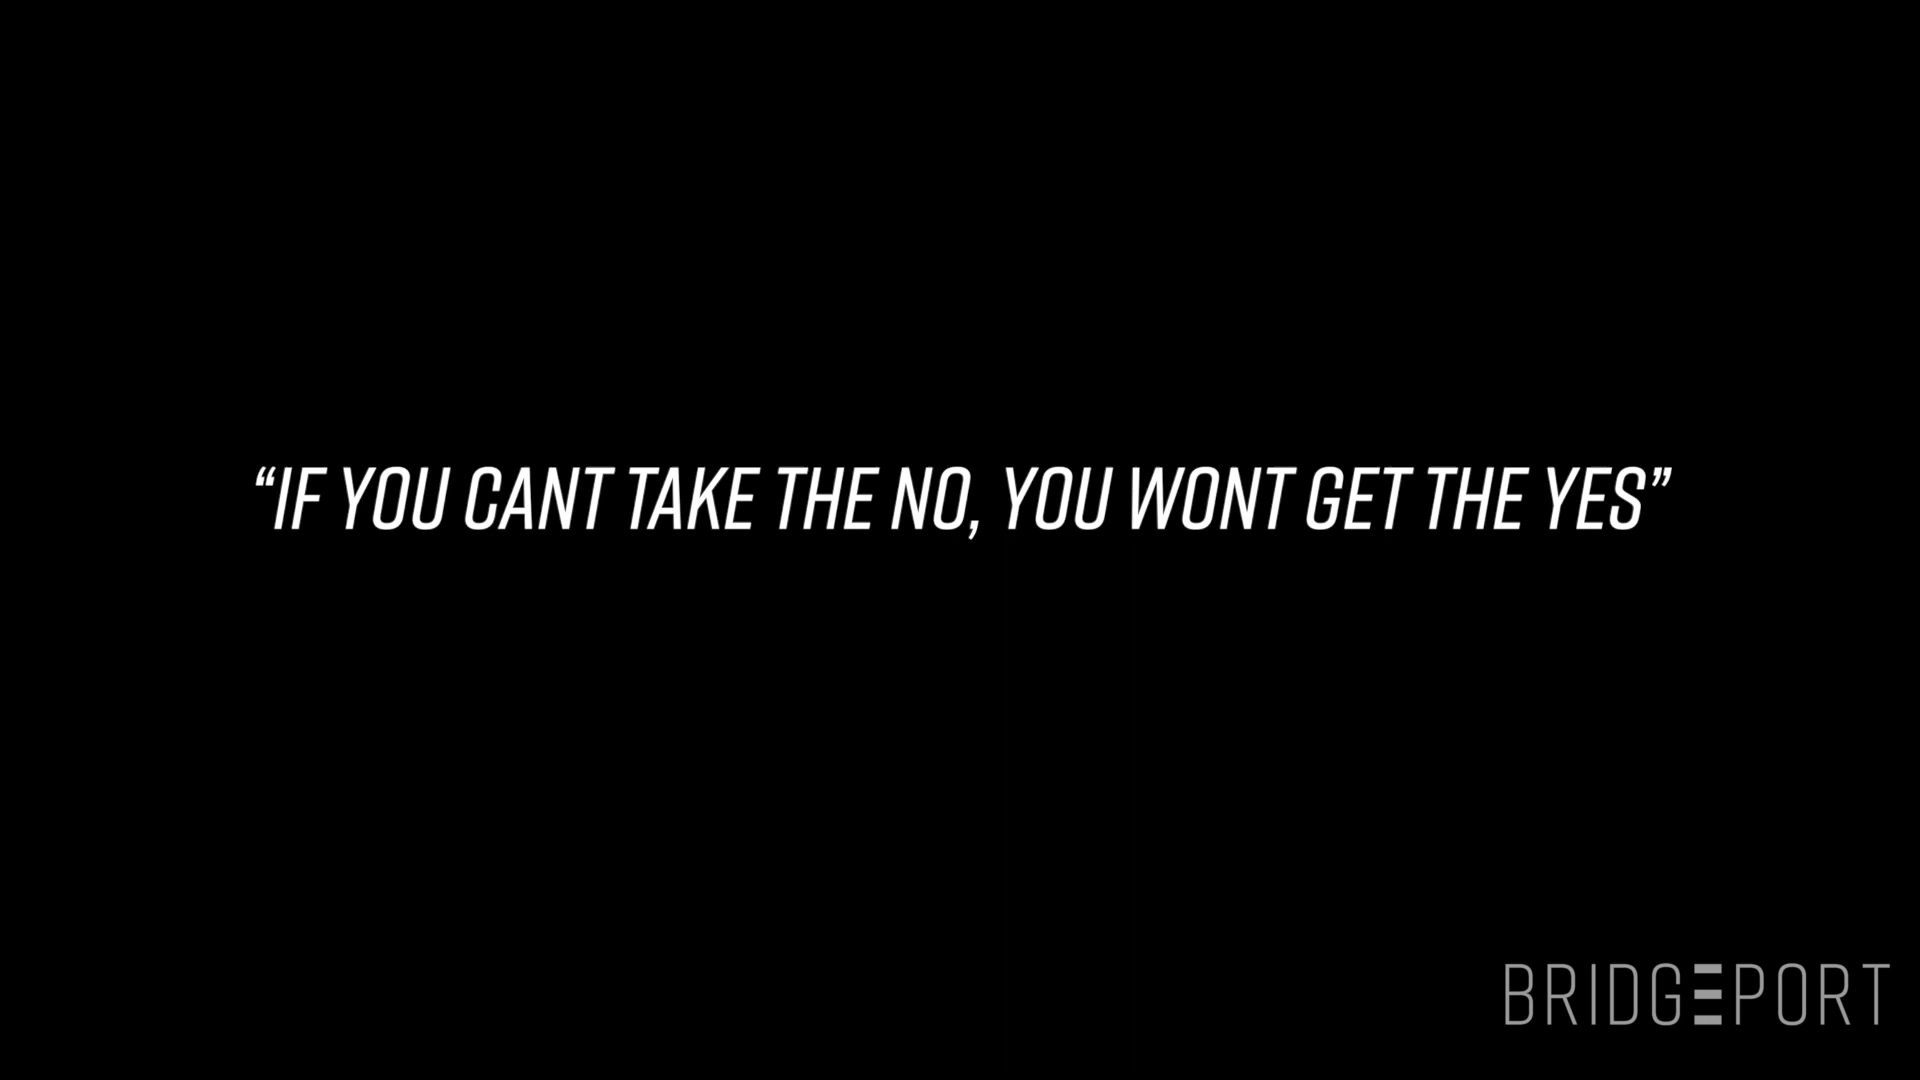 “IF YOU CANT TAKE THE NO, YOU WONT GET THE YES”
BRIDGEPORT